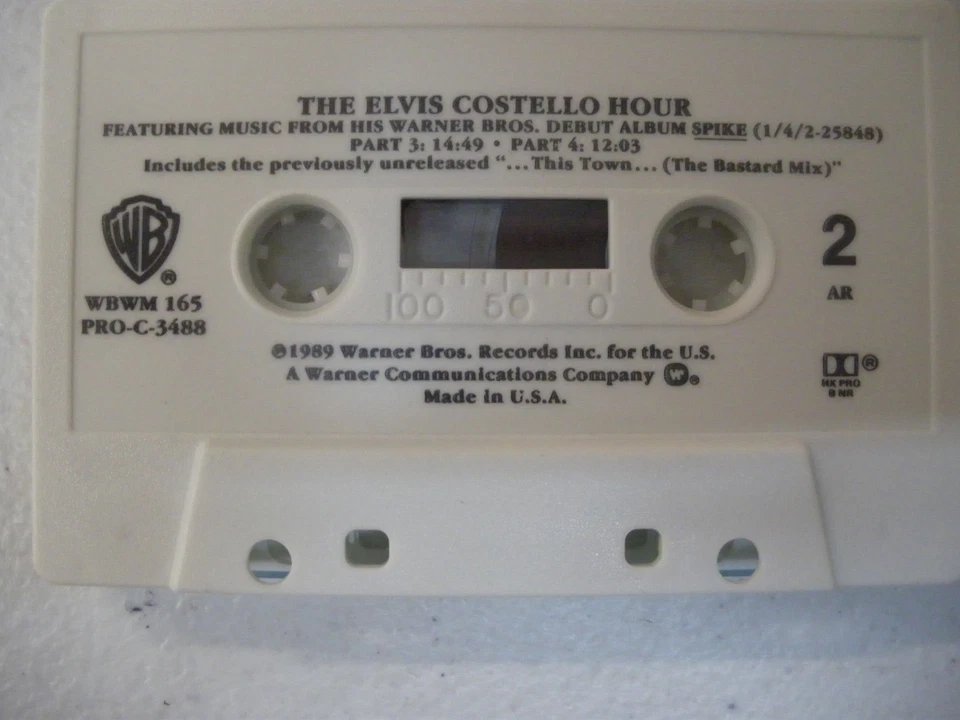 THE ELVIS COSTELLO HOUR
FEATURING MUSIC FROM HIS WARNER BROS. DEBUT ALBUM SPIKE (1/4/2-25848)
PART 3: 14:49 • PART 4: 12:03
Includes the previously unreleased “...This Town... (The Bastard Mix)”
WB®
WBWM 165
PRO-C-3488
100 50 0
2
AR
℗1989 Warner Bros. Records Inc. for the U.S.
A Warner Communications Company ®
Made in U.S.A.
®
HX PRO
B NR